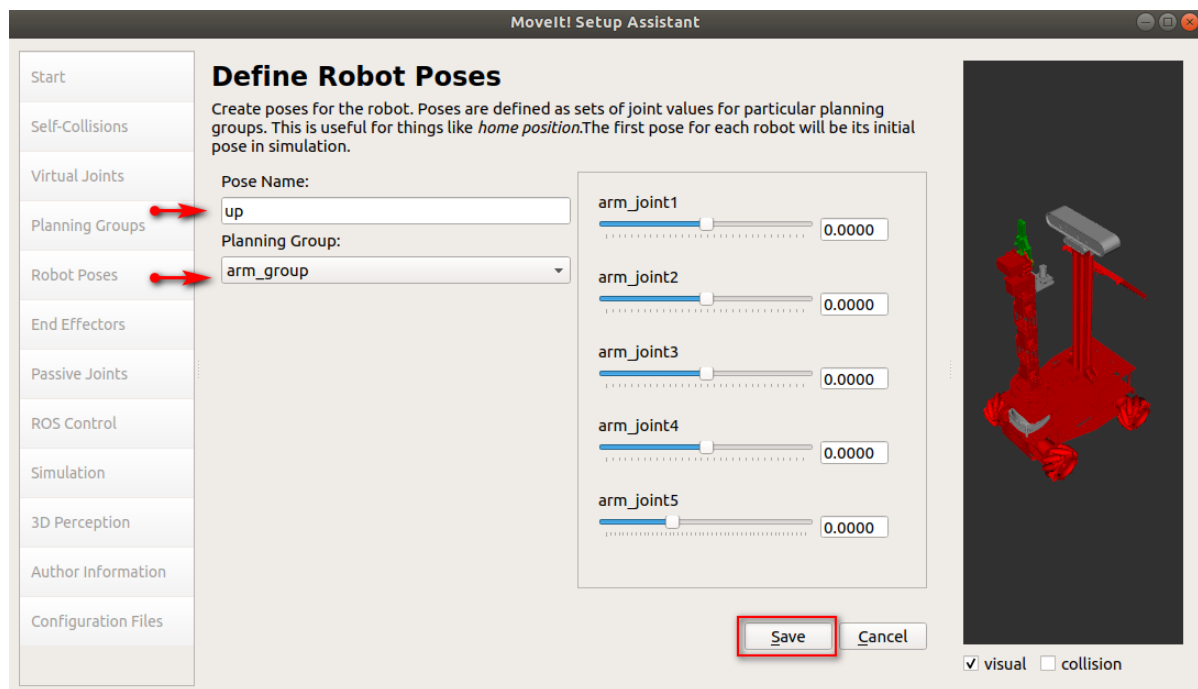 MoveIt! Setup Assistant
Start
Self-Collisions
Virtual Joints
Planning Groups
Robot Poses
End Effectors
Passive Joints
ROS Control
Simulation
3D Perception
Author Information
Configuration Files
Define Robot Poses
Create poses for the robot. Poses are defined as sets of joint values for particular planning
groups. This is useful for things like home position.The first pose for each robot will be its initial
pose in simulation.
Pose Name:
up
Planning Group:
arm_group
arm_joint1
0.0000
arm_joint2
0.0000
arm_joint3
0.0000
arm_joint4
0.0000
arm_joint5
0.0000
Save
Cancel
visual
collision